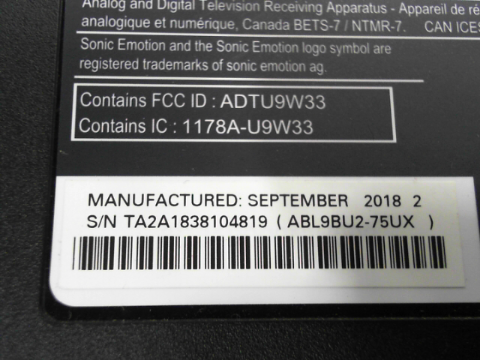 Analog and Digital Television Receiving Apparatus - Appareil de ré
analogique et numérique, Canada BETS-7 / NTMR-7. CAN ICES
Sonic Emotion and the Sonic Emotion logo symbol are
registered trademarks of sonic emotion ag.
Contains FCC ID : ADTU9W33
Contains IC : 1178A-U9W33
MANUFACTURED: SEPTEMBER 2018 2
S/N TA2A1838104819 ( ABL9BU2-75UX )